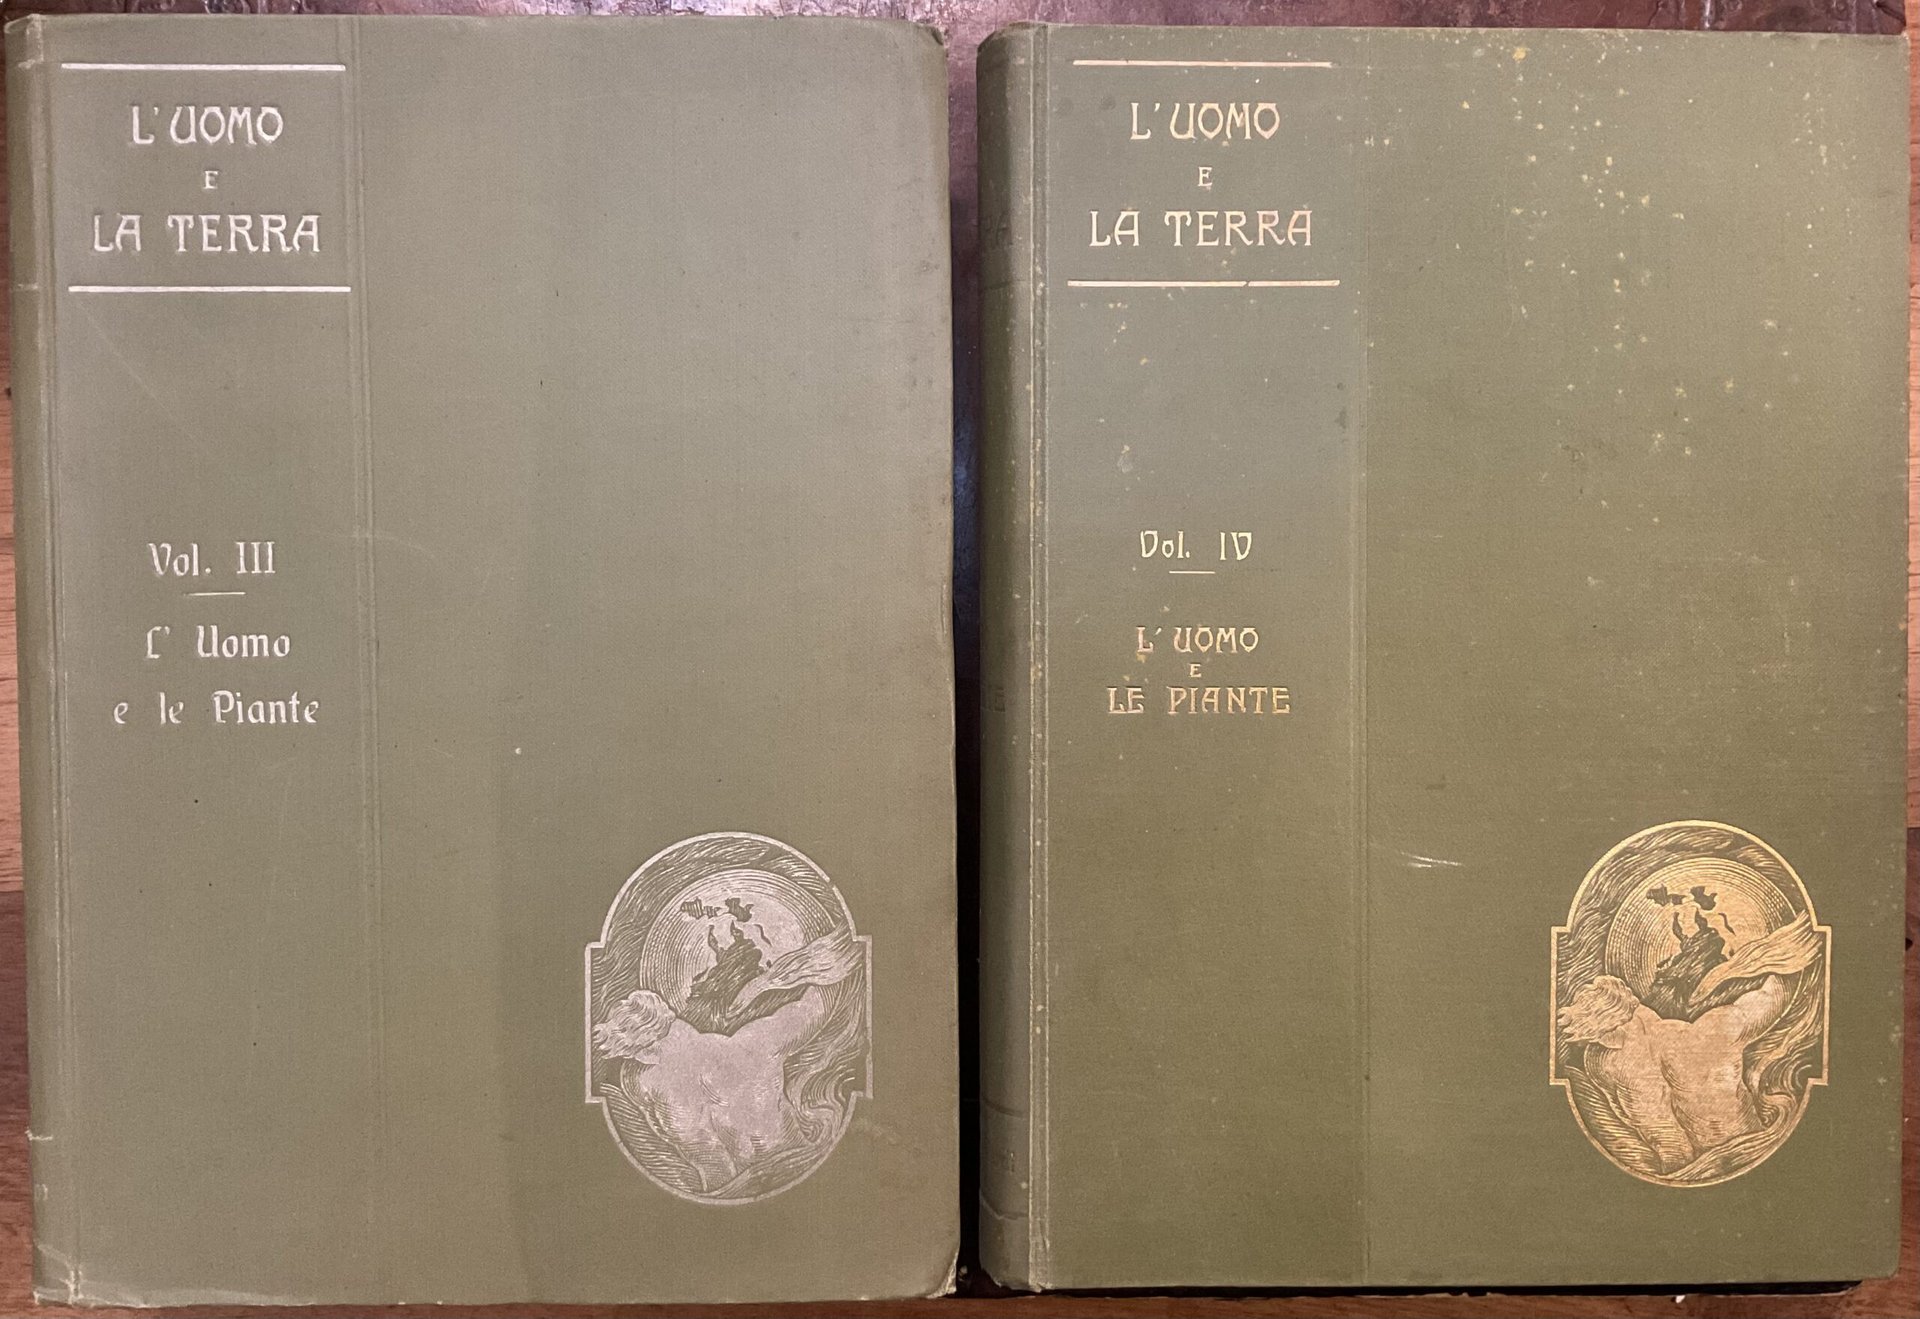 L'UOMO
E
LA TERRA
Vol. III
L' Uomo
e le Piante
L'UOMO
E
LA TERRA
Vol. IV
L'UOMO
E
LE PIANTE